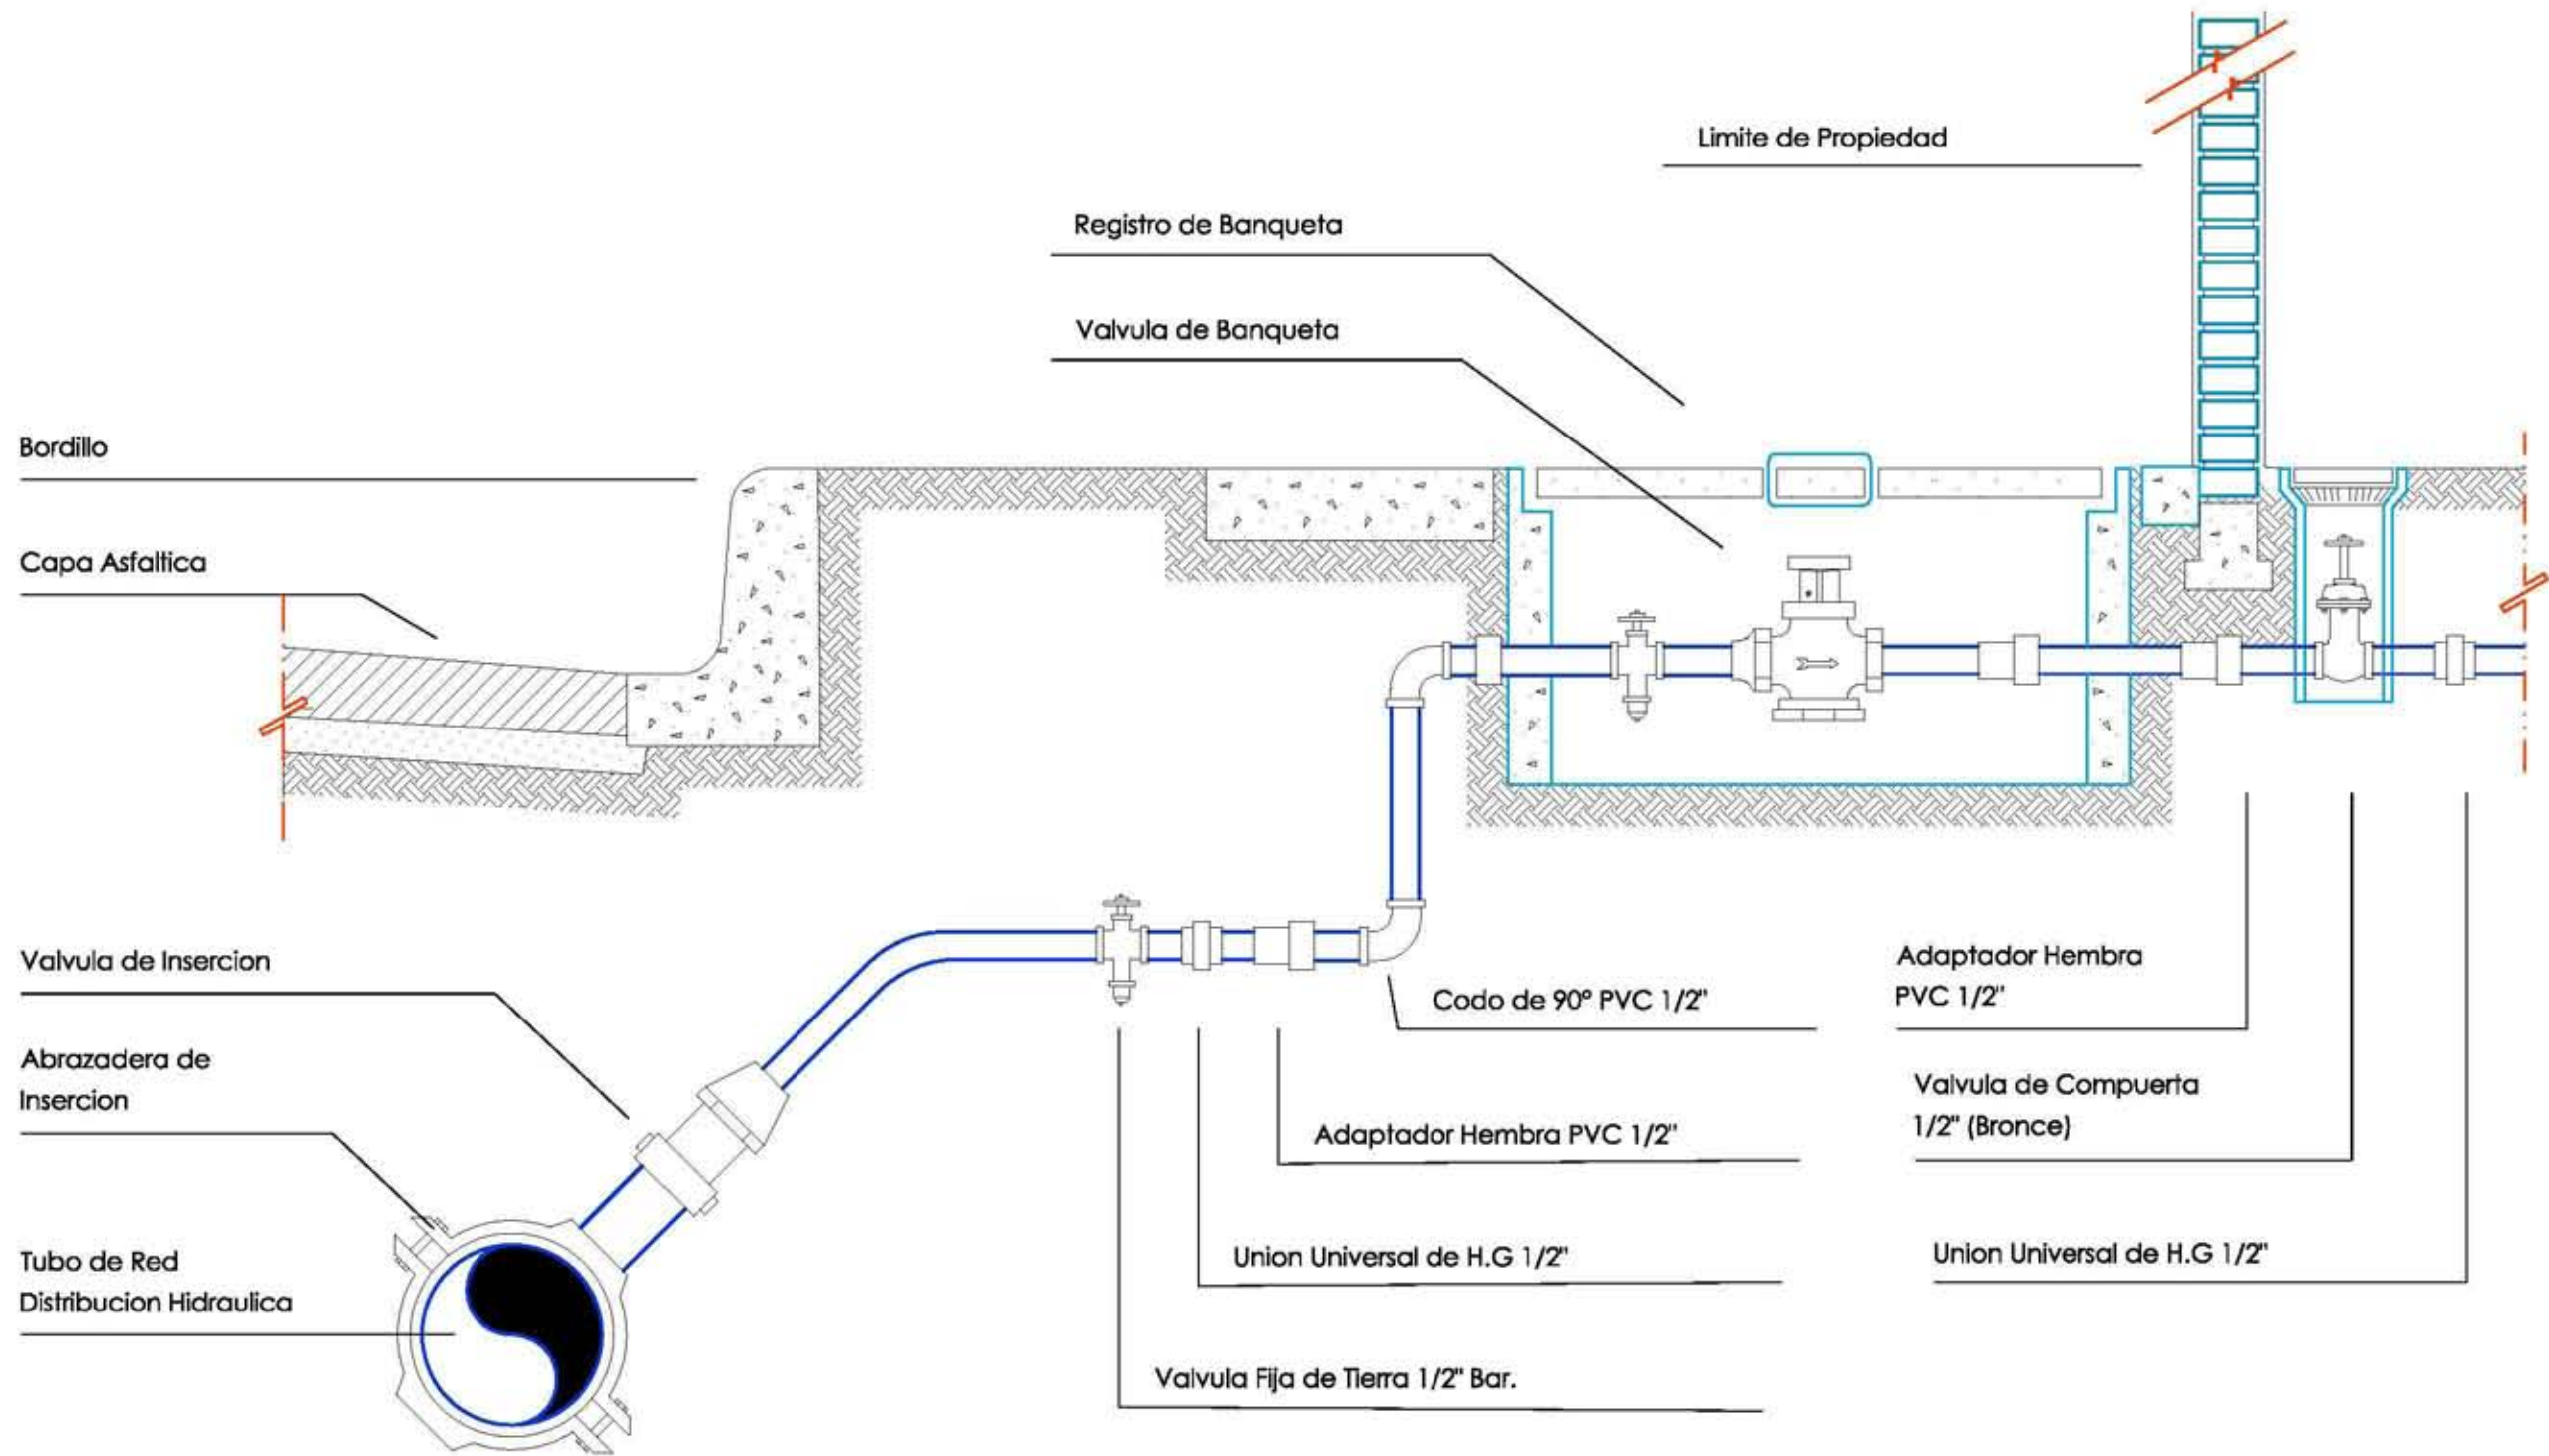 Limite de Propiedad
Registro de Banqueta
Valvula de Banqueta
Bordillo
Capa Asfaltica
Valvula de Insercion
Abrazadera de
Insercion
Tubo de Red
Distribucion Hidraulica
Codo de 90º PVC 1/2"
Adaptador Hembra PVC 1/2"
Union Universal de H.G 1/2"
Valvula Fija de Tierra 1/2" Bar.
Adaptador Hembra
PVC 1/2"
Valvula de Compuerta
1/2" (Bronce)
Union Universal de H.G 1/2"